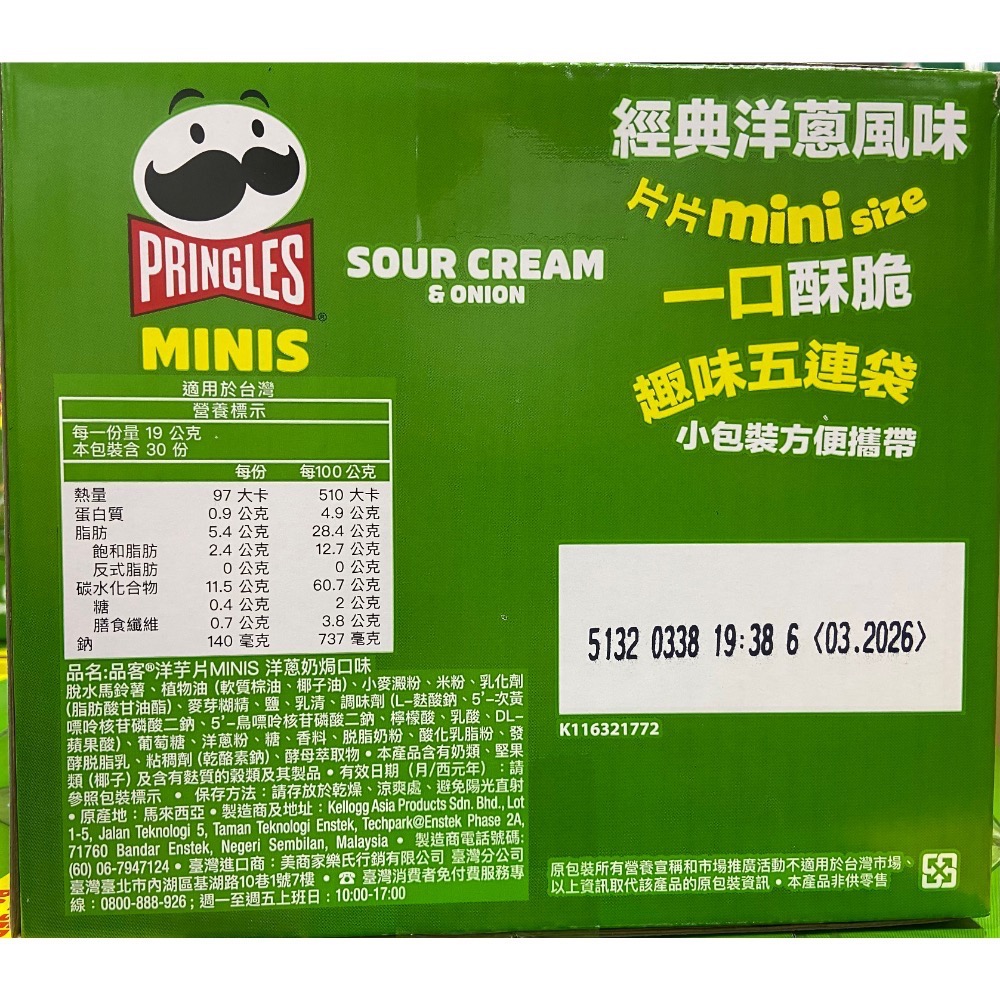 PRINGLES
®
MINIS
SOUR CREAM
& ONION
經典洋蔥風味
片片mini size
一口酥脆
趣味五連袋
小包裝方便攜帶
適用於台灣
營養標示
每一份量 19 公克
本包裝含 30 份
每份 每100 公克
熱量 97 大卡 510 大卡
蛋白質 0.9 公克 4.9 公克
脂肪 5.4 公克 28.4 公克
飽和脂肪 2.4 公克 12.7 公克
反式脂肪 0 公克 0 公克
碳水化合物 11.5 公克 60.7 公克
糖 0.4 公克 2 公克
膳食纖維 0.7 公克 3.8 公克
鈉 140 毫克 737 毫克
品名:品客®洋芋片MINIS 洋蔥奶焗口味
脫水馬鈴薯、植物油（軟質棕油、椰子油）、小麥澱粉、米粉、乳化劑
(脂肪酸甘油酯)、麥芽糊精、鹽、乳清、調味劑 (L-麩酸鈉、5'-次黃
嘌呤核苷磷酸二鈉、5'-鳥嘌呤核苷磷酸二鈉、檸檬酸、乳酸、DL-
蘋果酸)、葡萄糖、洋蔥粉、糖、香料、脫脂奶粉、酸化乳脂粉、發
酵脫脂乳、粘稠劑 (乾酪素鈉)、酵母萃取物•本產品含有奶類、堅果
類 (椰子) 及含有麩質的穀類及其製品•有效日期（月/西元年）：請
參照包裝標示 • 保存方法：請存放於乾燥、涼爽處、避免陽光直射
•原產地：馬來西亞•製造商及地址：Kellogg Asia Products Sdn. Bhd., Lot
1-5, Jalan Teknologi 5, Taman Teknologi Enstek, Techpark@Enstek Phase 2A,
71760 Bandar Enstek, Negeri Sembilan, Malaysia • 製造商電話號碼:
(60) 06-7947124•臺灣進口商：美商家樂氏行銷有限公司 臺灣分公司
臺灣臺北市內湖區基湖路10巷1號7樓 • ☎ 臺灣消費者免付費服務專
線：0800-888-926；週一至週五上班日：10:00-17:00
5132 0338 19:38 6 <03.2026>
K116321772
原包裝所有營養宣稱和市場推廣活動不適用於台灣市場、
以上資訊取代該產品的原包裝資訊•本產品非供零售